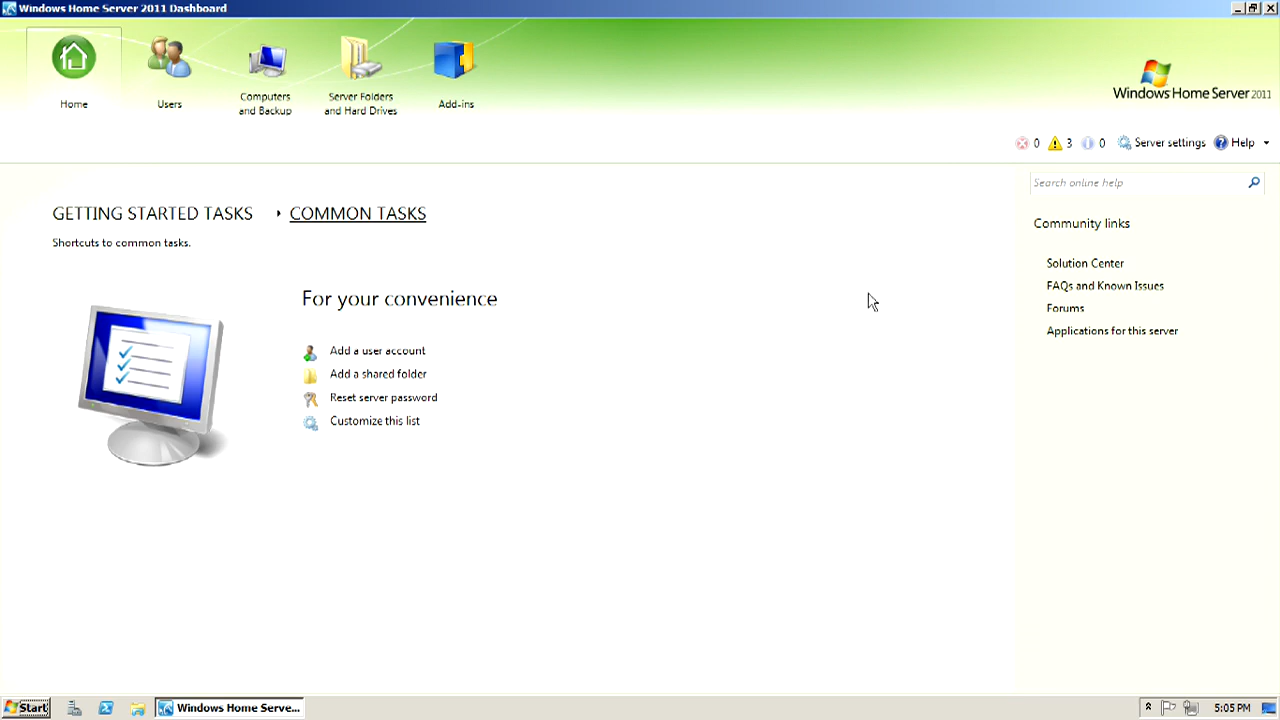 Windows Home Server 2011 Dashboard
Home
Users
Computers
and Backup
Server Folders
and Hard Drives
Add-ins
Windows Home Server 2011
0
3
0
Server settings
Help
Search online help
GETTING STARTED TASKS
COMMON TASKS
Shortcuts to common tasks.
For your convenience
Add a user account
Add a shared folder
Reset server password
Customize this list
Community links
Solution Center
FAQs and Known Issues
Forums
Applications for this server
Start
Windows Home Serve...
5:05 PM